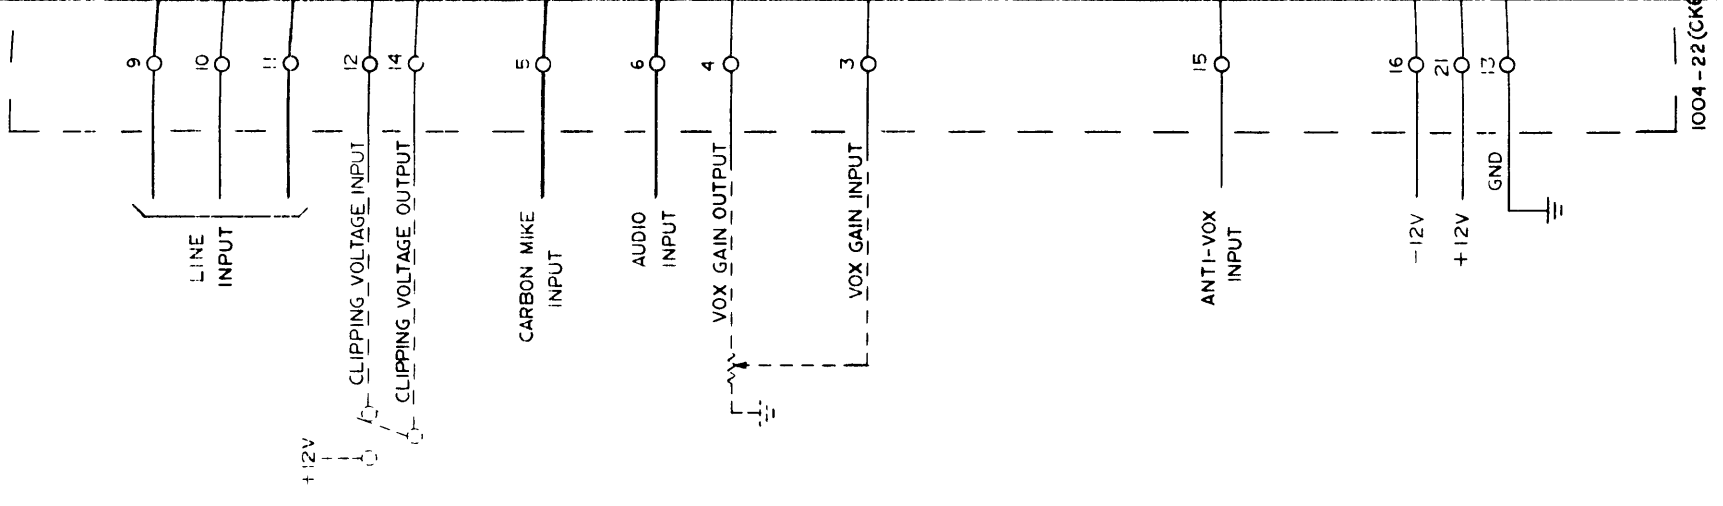 9
10
11
12
14
5
6
4
3
15
16
21
13
LINE
INPUT
CLIPPING VOLTAGE INPUT
CLIPPING VOLTAGE OUTPUT
+12V
CARBON MIKE
INPUT
AUDIO
INPUT
VOX GAIN OUTPUT
VOX GAIN INPUT
ANTI-VOX
INPUT
-12V
+12V
GND
1004-22(CK6